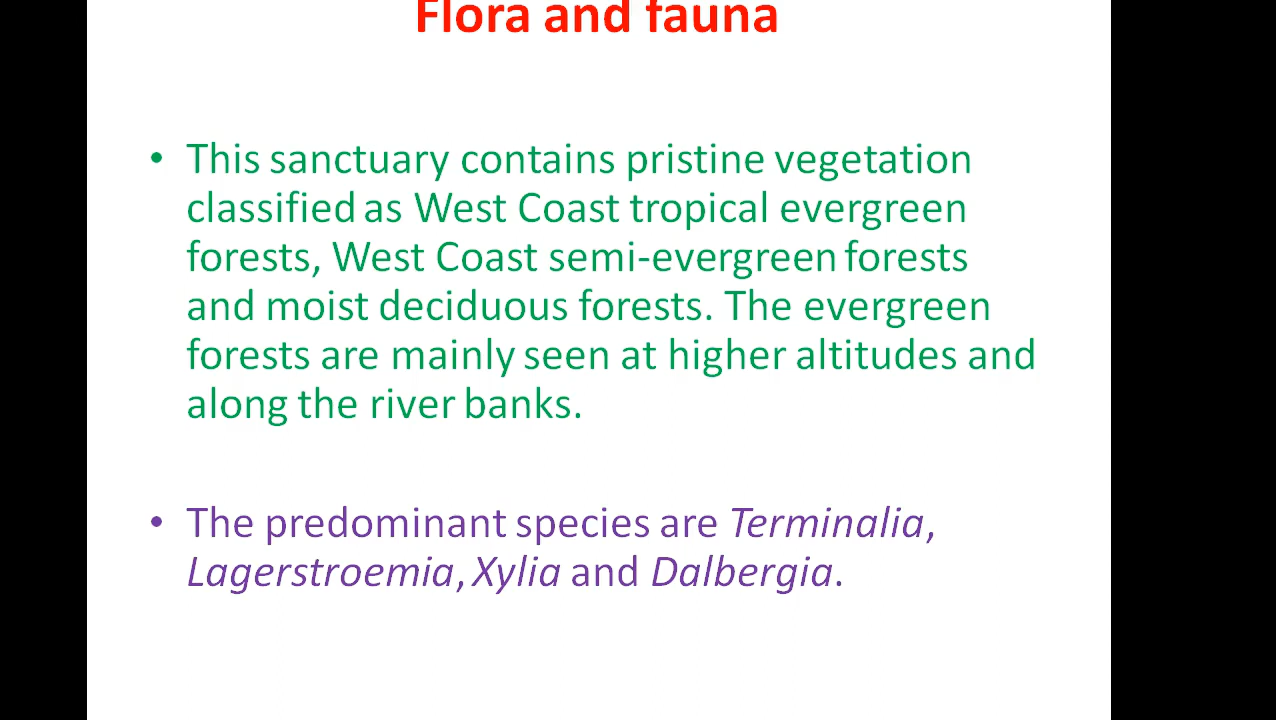 Flora and fauna
• This sanctuary contains pristine vegetation
classified as West Coast tropical evergreen
forests, West Coast semi-evergreen forests
and moist deciduous forests. The evergreen
forests are mainly seen at higher altitudes and
along the river banks.
• The predominant species are Terminalia,
Lagerstroemia, Xylia and Dalbergia.